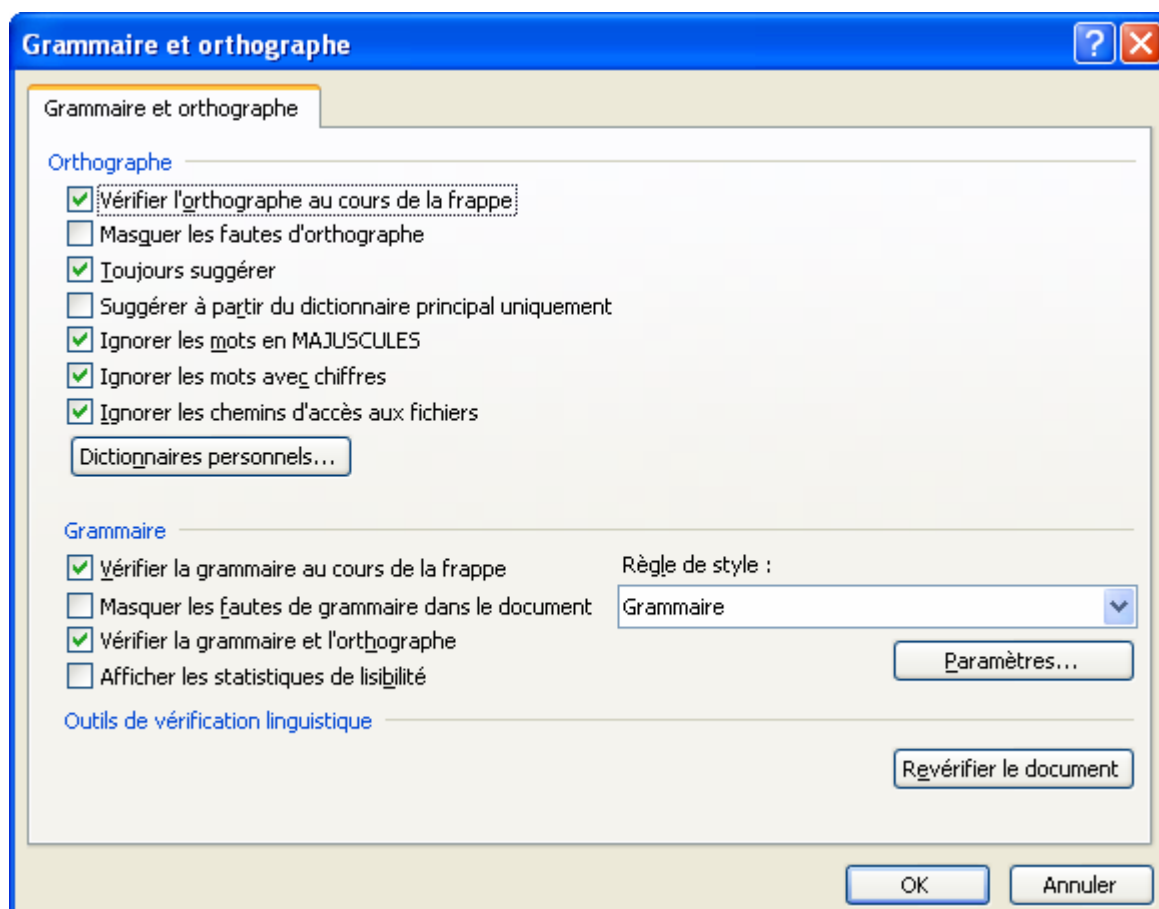 Grammaire et orthographe
Grammaire et orthographe
Orthographe
Vérifier l'orthographe au cours de la frappe
Masquer les fautes d'orthographe
Toujours suggérer
Suggérer à partir du dictionnaire principal uniquement
Ignorer les mots en MAJUSCULES
Ignorer les mots avec chiffres
Ignorer les chemins d'accès aux fichiers
Dictionnaires personnels...
Grammaire
Vérifier la grammaire au cours de la frappe
Masquer les fautes de grammaire dans le document
Vérifier la grammaire et l'orthographe
Afficher les statistiques de lisibilité
Règle de style :
Grammaire
Paramètres...
Outils de vérification linguistique
Revérifier le document
OK
Annuler